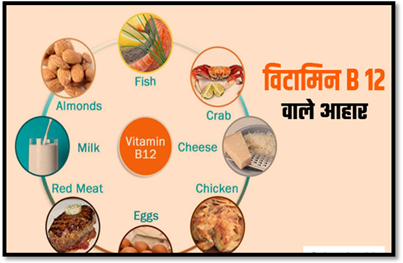 Fish
Almonds
Crab
विटामिन B 12
वाले आहार
Milk
Vitamin
B12
Cheese
Red Meat
Chicken
Eggs